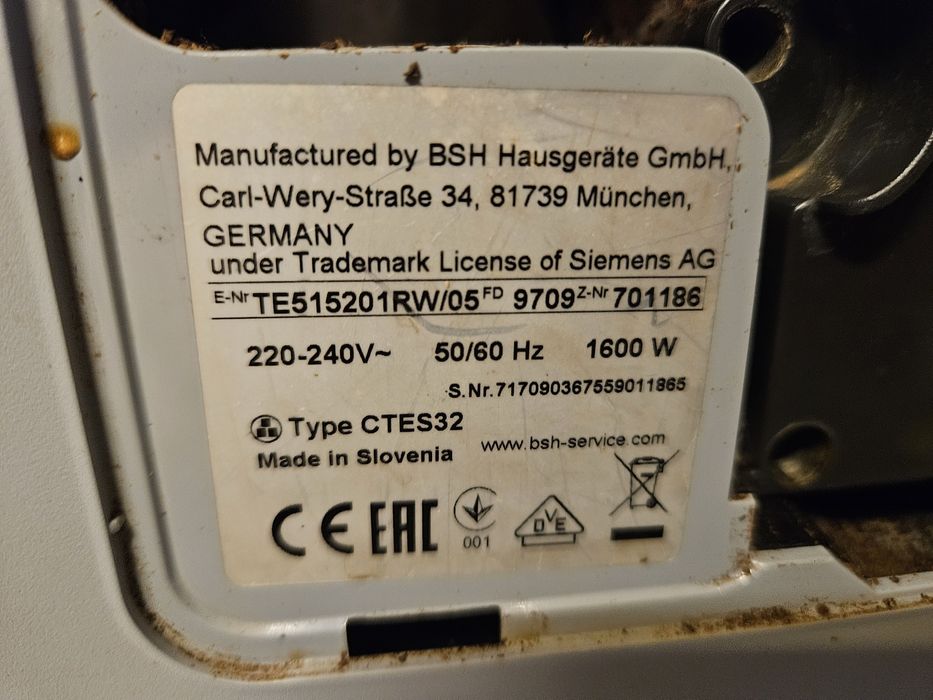 Manufactured by BSH Hausgeräte GmbH,
Carl-Wery-Straße 34, 81739 München,
GERMANY
under Trademark License of Siemens AG
E-Nr TE515201RW/05 FD 9709 Z-Nr 701186
220-240V~ 50/60 Hz 1600 W
S.Nr.717090367559011865
Type CTES32
www.bsh-service.com
Made in Slovenia
CE EAC 001 DVE